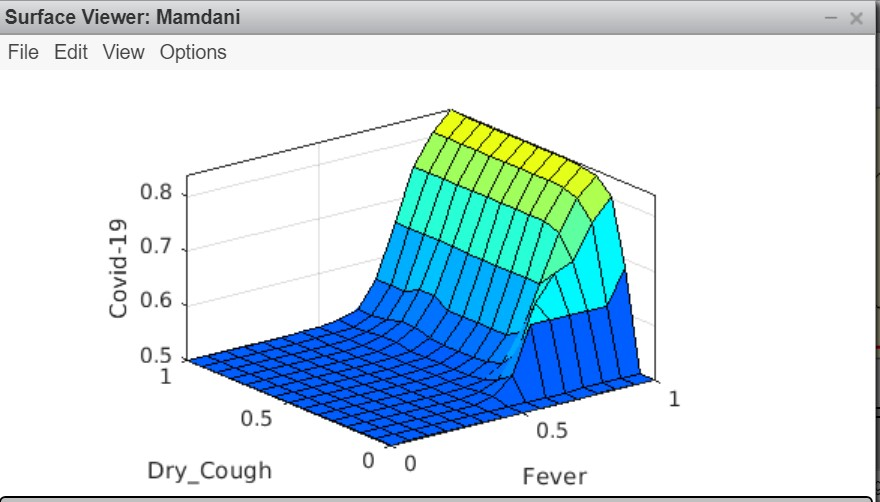 Surface Viewer: Mamdani
File Edit View Options
0.8
0.7
0.6
0.5
Covid-19
1
0.5
0
Dry_Cough
0
0.5
1
Fever